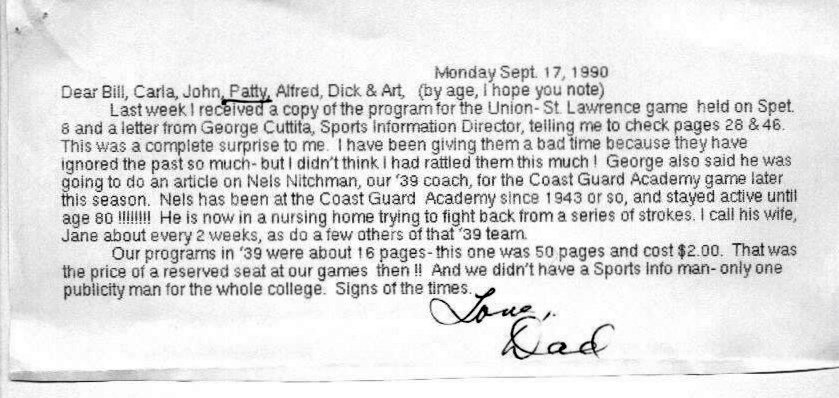 Monday Sept. 17, 1990
Dear Bill, Carla, John, Patty, Alfred, Dick & Art, (by age, I hope you note)
Last week I received a copy of the program for the Union- St. Lawrence game held on Spet.
8 and a letter from George Cuttita, Sports Information Director, telling me to check pages 28 & 46.
This was a complete surprise to me. I have been giving them a bad time because they have
ignored the past so much- but I didn't think I had rattled them this much ! George also said he was
going to do an article on Nels Nitchman, our '39 coach, for the Coast Guard Academy game later
this season. Nels has been at the Coast Guard Academy since 1943 or so, and stayed active until
age 80 !!!!!!!! He is now in a nursing home trying to fight back from a series of strokes. I call his wife,
Jane about every 2 weeks, as do a few others of that '39 team.
Our programs in '39 were about 16 pages- this one was 50 pages and cost $2.00. That was
the price of a reserved seat at our games then !! And we didn't have a Sports Info man- only one
publicity man for the whole college. Signs of the times.
Love,
Dad